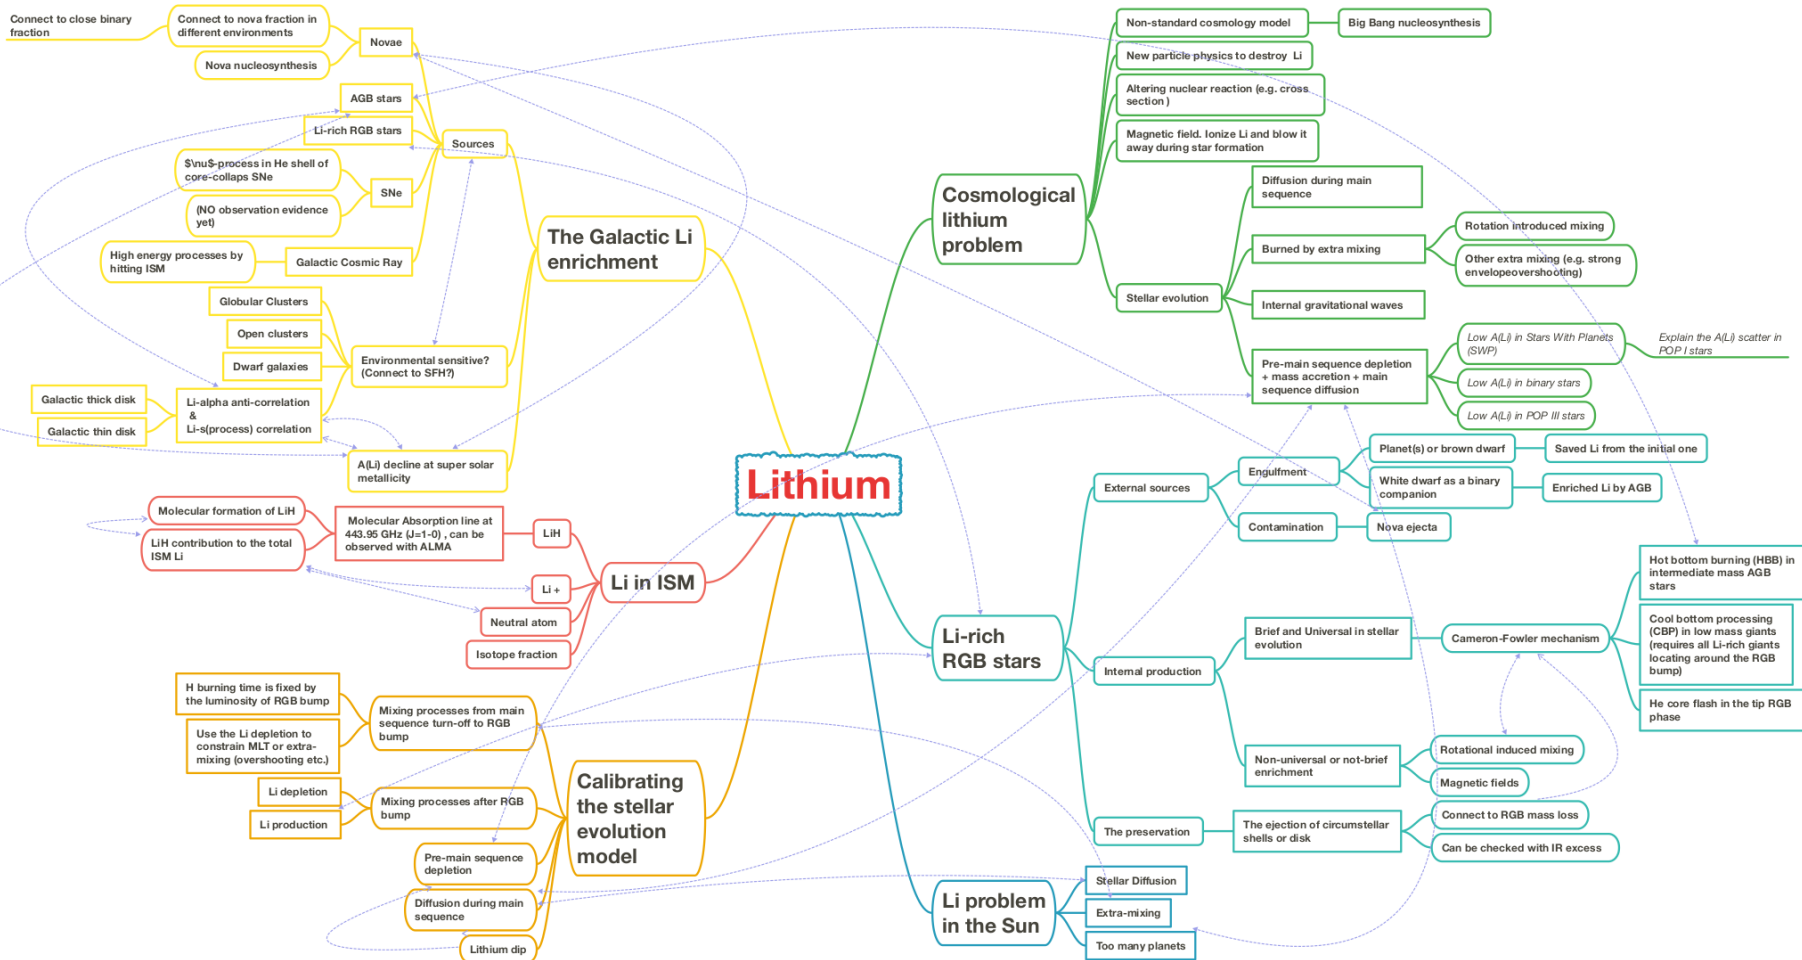 Connect to close binary
fraction
Connect to nova fraction in
different environments
Nova nucleosynthesis
Novae
AGB stars
Li-rich RGB stars
$\nu$-process in He shell of
core-collaps SNe
(NO observation evidence
yet)
SNe
High energy processes by
hitting ISM
Galactic Cosmic Ray
Sources
Globular Clusters
Open clusters
Dwarf galaxies
Galactic thick disk
Galactic thin disk
Li-alpha anti-correlation
&
Li-s(process) correlation
Environmental sensitive?
(Connect to SFH?)
A(Li) decline at super solar
metallicity
The Galactic Li
enrichment
Molecular formation of LiH
LiH contribution to the total
ISM Li
Molecular Absorption line at
443.95 GHz (J=1-0) , can be
observed with ALMA
LiH
Li +
Neutral atom
Isotope fraction
Li in ISM
H burning time is fixed by
the luminosity of RGB bump
Use the Li depletion to
constrain MLT or extra-
mixing (overshooting etc.)
Mixing processes from main
sequence turn-off to RGB
bump
Li depletion
Li production
Mixing processes after RGB
bump
Pre-main sequence
depletion
Diffusion during main
sequence
Lithium dip
Calibrating
the stellar
evolution
model
Lithium
Cosmological
lithium
problem
Non-standard cosmology model
Big Bang nucleosynthesis
New particle physics to destroy Li
Altering nuclear reaction (e.g. cross
section )
Magnetic field. Ionize Li and blow it
away during star formation
Stellar evolution
Diffusion during main
sequence
Burned by extra mixing
Rotation introduced mixing
Other extra mixing (e.g. strong
envelopeovershooting)
Internal gravitational waves
Pre-main sequence depletion
+ mass accretion + main
sequence diffusion
Low A(Li) in Stars With Planets
(SWP)
Explain the A(Li) scatter in
POP I stars
Low A(Li) in binary stars
Low A(Li) in POP III stars
Li-rich
RGB stars
External sources
Engulfment
Planet(s) or brown dwarf
Saved Li from the initial one
White dwarf as a binary
companion
Enriched Li by AGB
Contamination
Nova ejecta
Internal production
Brief and Universal in stellar
evolution
Cameron-Fowler mechanism
Hot bottom burning (HBB) in
intermediate mass AGB
stars
Cool bottom processing
(CBP) in low mass giants
(requires all Li-rich giants
locating around the RGB
bump)
He core flash in the tip RGB
phase
Non-universal or not-brief
enrichment
Rotational induced mixing
Magnetic fields
The preservation
The ejection of circumstellar
shells or disk
Connect to RGB mass loss
Can be checked with IR excess
Li problem
in the Sun
Stellar Diffusion
Extra-mixing
Too many planets